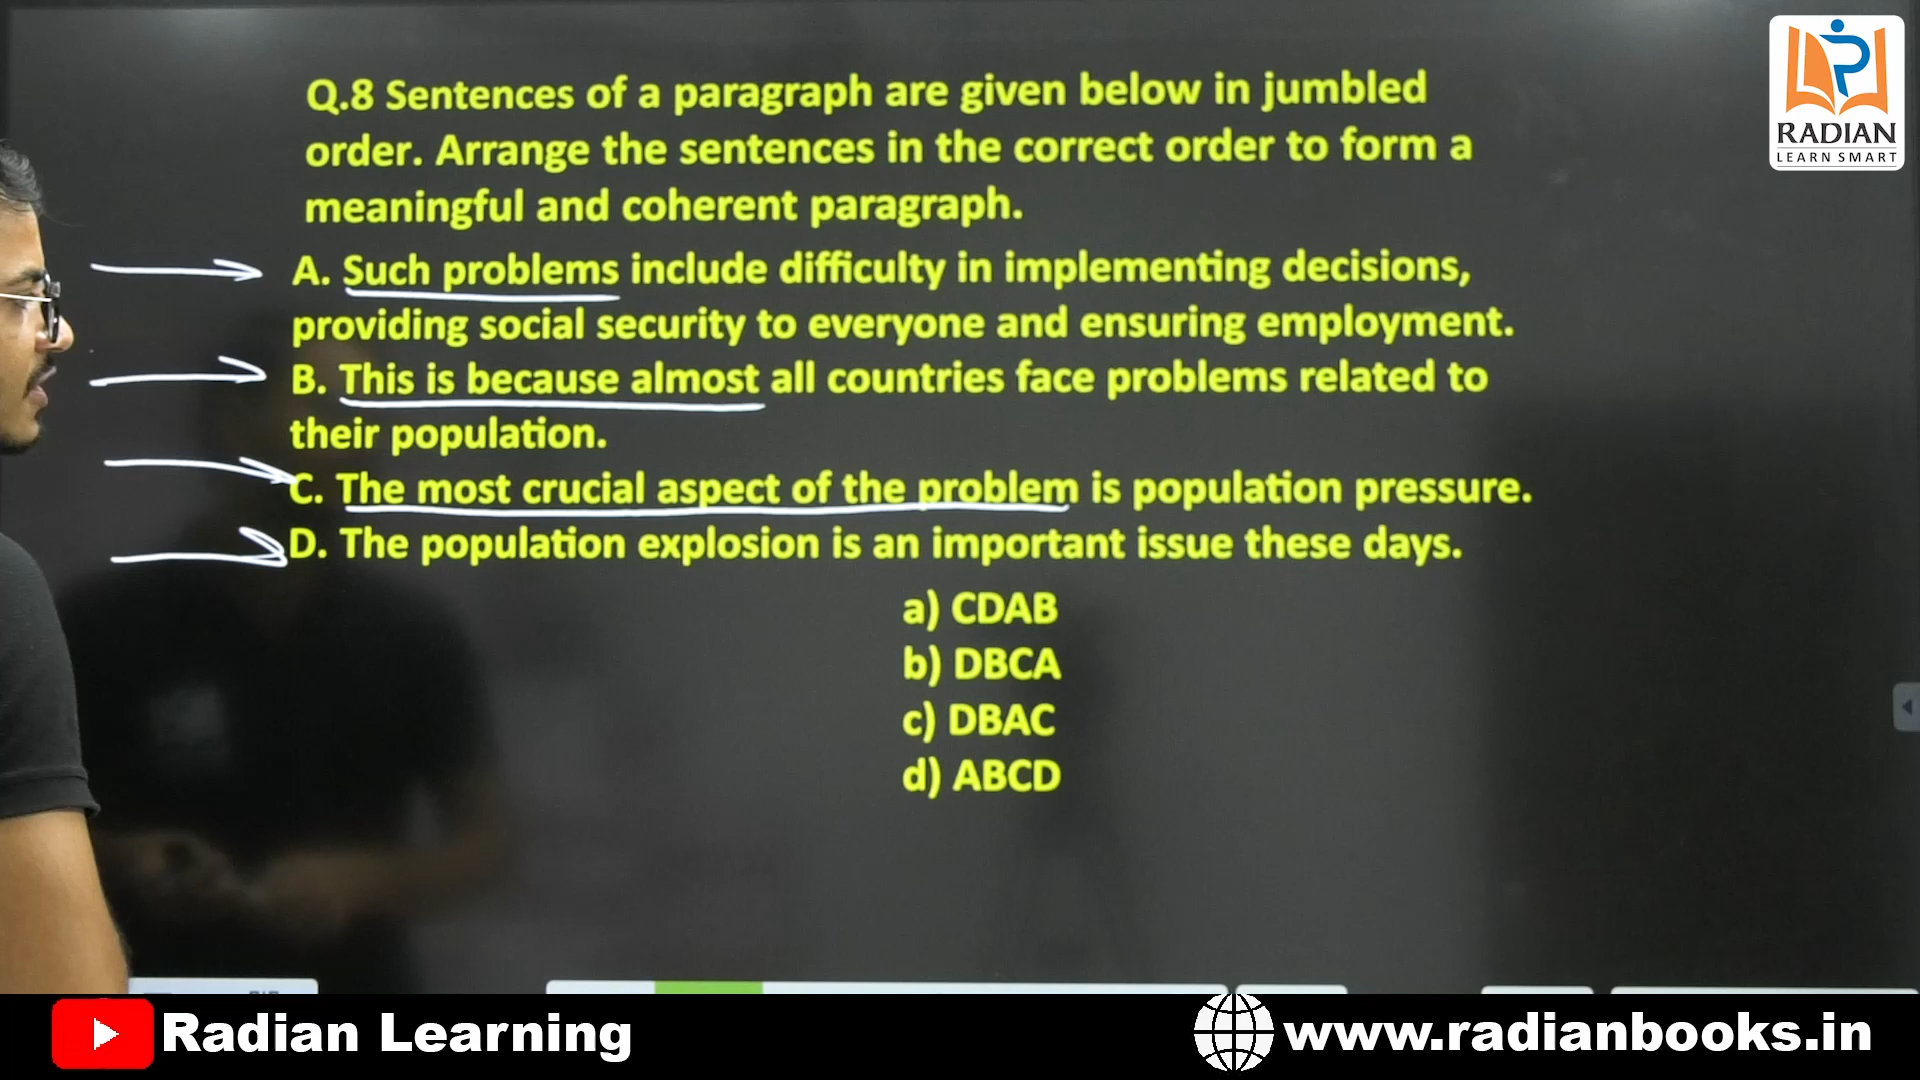 RADIAN
LEARN SMART
Q.8 Sentences of a paragraph are given below in jumbled
order. Arrange the sentences in the correct order to form a
meaningful and coherent paragraph.
A. Such problems include difficulty in implementing decisions,
providing social security to everyone and ensuring employment.
B. This is because almost all countries face problems related to
their population.
C. The most crucial aspect of the problem is population pressure.
D. The population explosion is an important issue these days.
a) CDAB
b) DBCA
c) DBAC
d) ABCD
Radian Learning
www.radianbooks.in